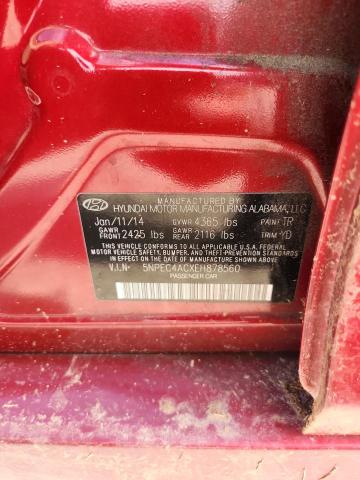 MANUFACTURED BY
HYUNDAI MOTOR MANUFACTURING ALABAMA, LLC
Jan/11/14 GVWR 4365 lbs PAINT TR
GAWR FRONT 2425 lbs GAWR REAR 2116 lbs TRIM YD
THIS VEHICLE CONFORMS TO ALL APPLICABLE U.S. FEDERAL
MOTOR VEHICLE SAFETY, BUMPER, AND THEFT PREVENTION
STANDARDS IN EFFECT ON THE DATE OF MANUFACTURE SHOWN ABOVE.
V.I.N.: 5NPEC4ACXEH878560
PASSENGER CAR